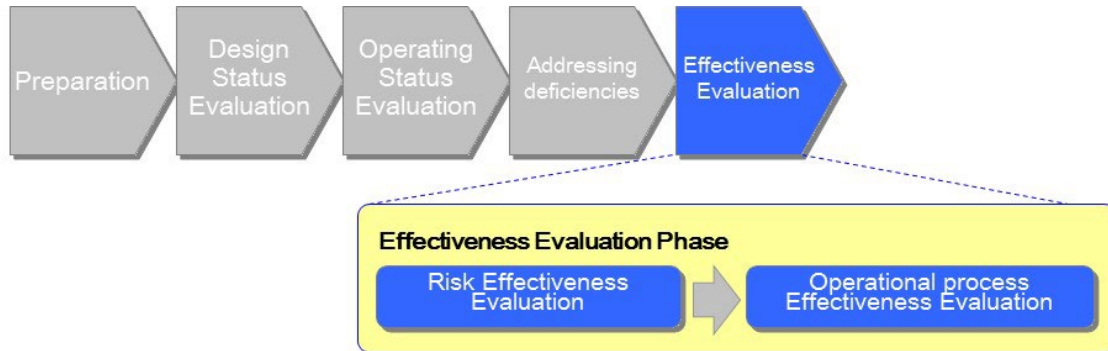 Preparation
Design
Status
Evaluation
Operating
Status
Evaluation
Addressing
deficiencies
Effectiveness
Evaluation
Effectiveness Evaluation Phase
Risk Effectiveness
Evaluation
Operational process
Effectiveness Evaluation